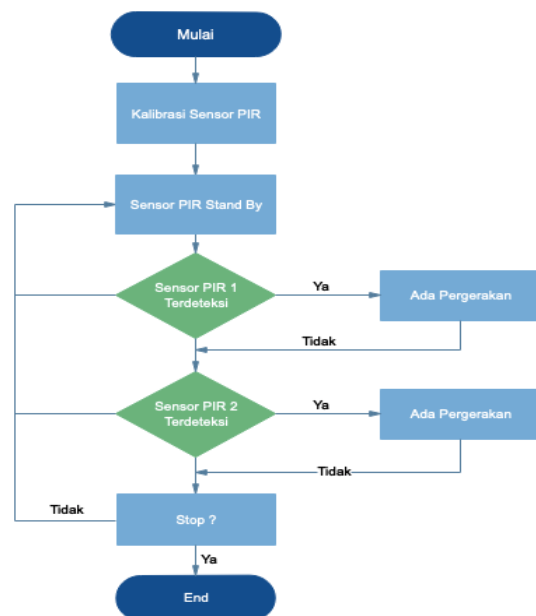 Mulai
Kalibrasi Sensor PIR
Sensor PIR Stand By
Sensor PIR 1
Terdeteksi
Ya
Ada Pergerakan
Tidak
Sensor PIR 2
Terdeteksi
Ya
Ada Pergerakan
Tidak
Tidak
Stop ?
Ya
End